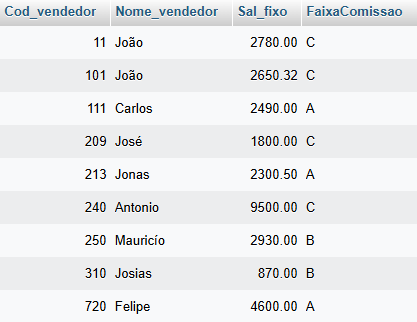 Cod_vendedor Nome_vendedor Sal_fixo FaixaComissao
11 João 2780.00 C
101 João 2650.32 C
111 Carlos 2490.00 A
209 José 1800.00 C
213 Jonas 2300.50 A
240 Antonio 9500.00 C
250 Mauricío 2930.00 B
310 Josias 870.00 B
720 Felipe 4600.00 A